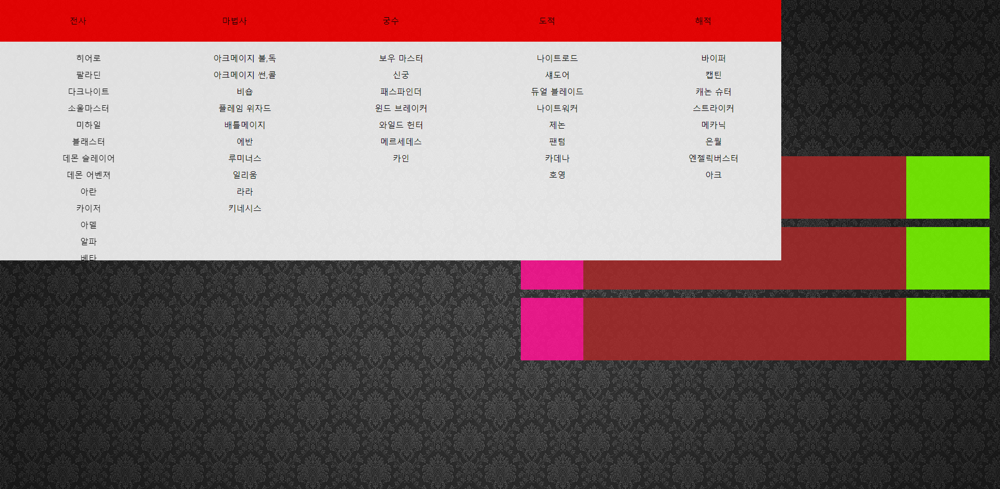 전사 마법사 궁수 도적 해적
히어로 아크메이지 불,독 보우 마스터 나이트로드 바이퍼
팔라딘 아크메이지 썬,콜 신궁 섀도어 캡틴
다크나이트 비숍 패스파인더 듀얼 블레이드 캐논 슈터
소울마스터 플레임 위자드 윈드 브레이커 나이트워커 스트라이커
미하일 배틀메이지 와일드 헌터 제논 메카닉
블래스터 에반 메르세데스 팬텀 은월
데몬 슬레이어 루미너스 카인 카데나 엔젤릭버스터
데몬 어벤져 일리움 호영 아크
아란 라라
카이저 키네시스
아델
알파
베타